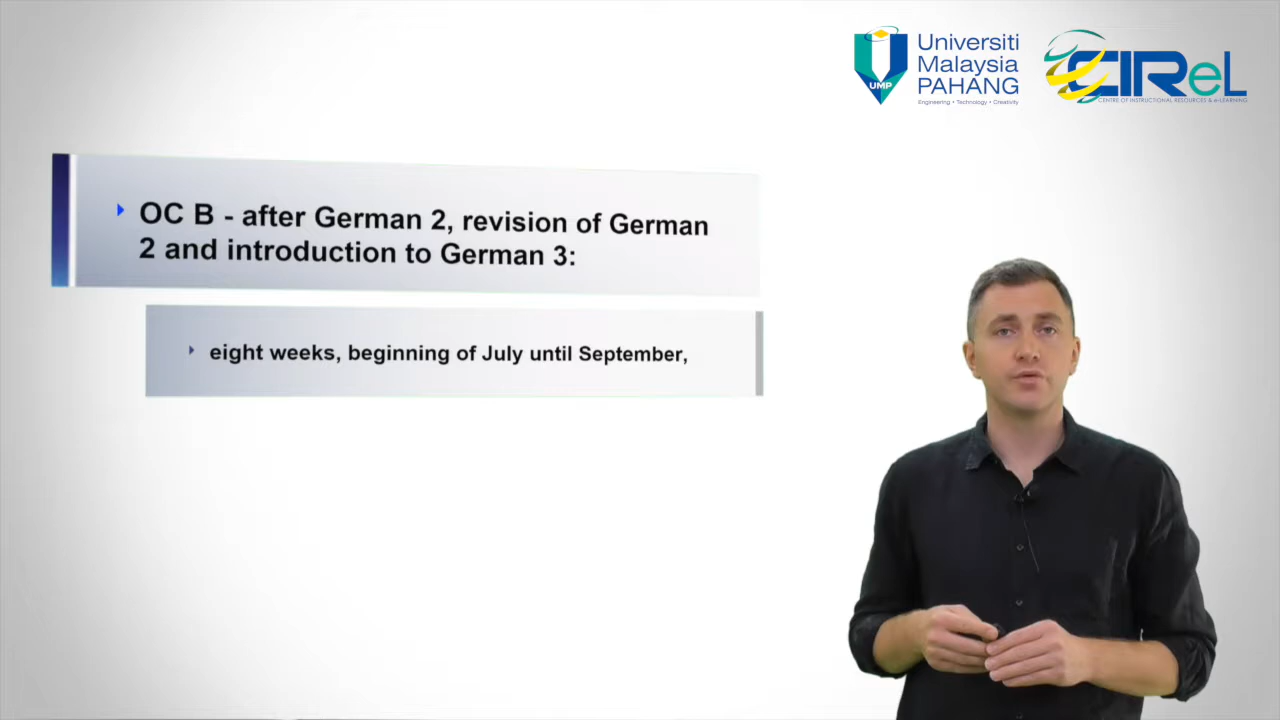 Universiti
Malaysia
PAHANG
Engineering • Technology • Creativity
UMP
CIReL
CENTRE OF INSTRUCTIONAL RESOURCES & e-LEARNING
OC B - after German 2, revision of German
2 and introduction to German 3:
eight weeks, beginning of July until September,